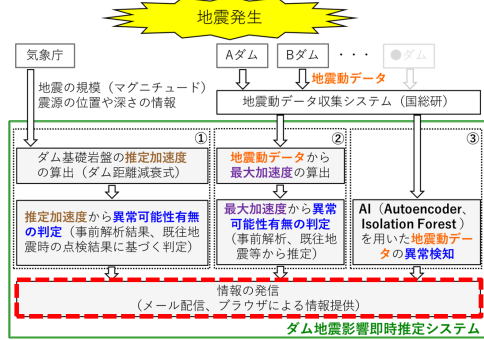 地震発生
気象庁
Aダム
Bダム
・・・
●ダム
地震の規模（マグニチュード）
震源の位置や深さの情報
地震動データ
地震動データ収集システム（国総研）
①
ダム基礎岩盤の推定加速度
の算出（ダム距離減衰式）
推定加速度から異常可能性有無
の判定（事前解析結果、既往地
震時の点検結果に基づく判定）
②
地震動データから
最大加速度の算出
最大加速度から異常
可能性有無の判定
（事前解析、既往地
震等から推定）
③
AI（Autoencoder、
Isolation Forest）
を用いた地震動デー
タの異常検知
情報の発信
（メール配信、ブラウザによる情報提供）
ダム地震影響即時推定システム